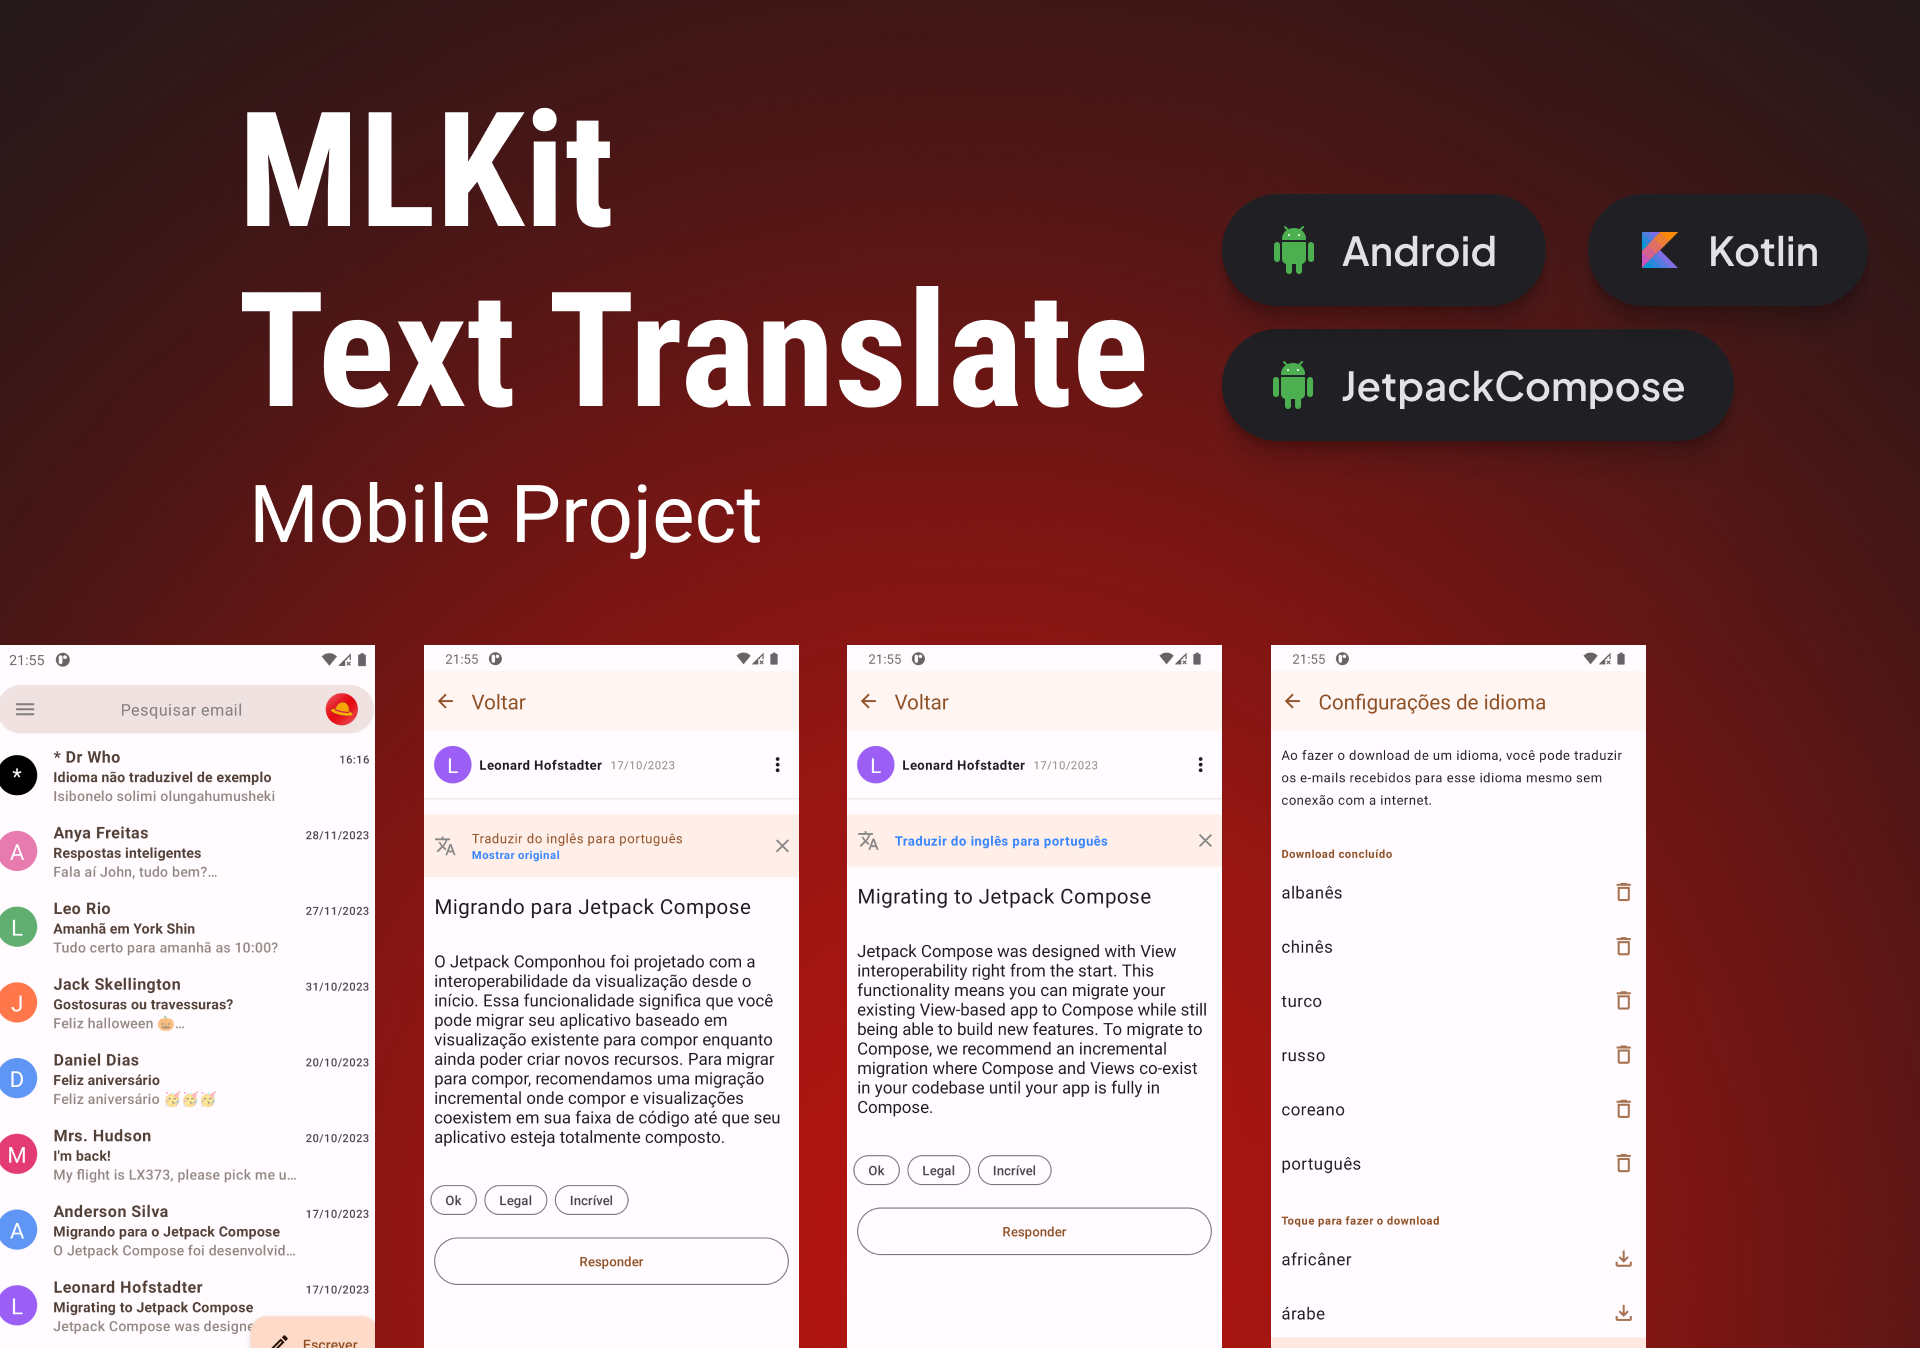 MLKit
Text Translate
Mobile Project
Android
Kotlin
JetpackCompose
21:55
Pesquisar email
* Dr Who
16:16
Idioma não traduzivel de exemplo
Isibonelo solimi olungahumusheki
Anya Freitas
28/11/2023
Respostas inteligentes
Fala aí John, tudo bem?...
Leo Rio
27/11/2023
Amanhã em York Shin
Tudo certo para amanhã as 10:00?
Jack Skellington
31/10/2023
Gostosuras ou travessuras?
Feliz halloween 🎃...
Daniel Dias
20/10/2023
Feliz aniversário
Feliz aniversário 🥳🥳🥳
Mrs. Hudson
20/10/2023
I'm back!
My flight is LX373, please pick me u...
Anderson Silva
17/10/2023
Migrando para o Jetpack Compose
O Jetpack Compose foi desenvolvid...
Leonard Hofstadter
17/10/2023
Migrating to Jetpack Compose
Jetpack Compose was designe
Escrever
*
A
L
J
D
M
A
L
21:55
Voltar
L
Leonard Hofstadter 17/10/2023
Traduzir do inglês para português
Mostrar original
Migrando para Jetpack Compose
O Jetpack Componhou foi projetado com a
interoperabilidade da visualização desde o
início. Essa funcionalidade significa que você
pode migrar seu aplicativo baseado em
visualização existente para compor enquanto
ainda poder criar novos recursos. Para migrar
para compor, recomendamos uma migração
incremental onde compor e visualizações
coexistem em sua faixa de código até que seu
aplicativo esteja totalmente composto.
Ok
Legal
Incrível
Responder
21:55
Voltar
L
Leonard Hofstadter 17/10/2023
Traduzir do inglês para português
Migrating to Jetpack Compose
Jetpack Compose was designed with View
interoperability right from the start. This
functionality means you can migrate your
existing View-based app to Compose while still
being able to build new features. To migrate to
Compose, we recommend an incremental
migration where Compose and Views co-exist
in your codebase until your app is fully in
Compose.
Ok
Legal
Incrível
Responder
21:55
Configurações de idioma
Ao fazer o download de um idioma, você pode traduzir
os e-mails recebidos para esse idioma mesmo sem
conexão com a internet.
Download concluído
albanês
chinês
turco
russo
coreano
português
Toque para fazer o download
africâner
árabe